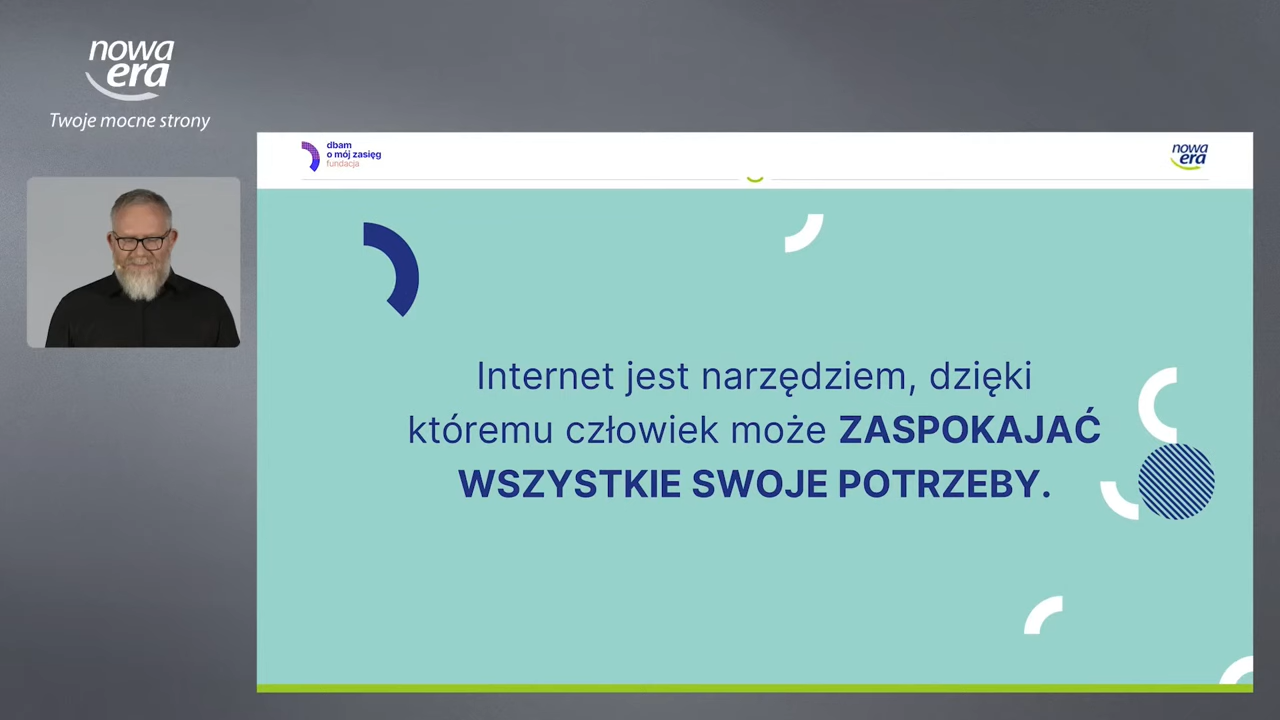 nowa
era
Twoje mocne strony
dbam
o mój zasięg
fundacja
nowa
era
Internet jest narzędziem, dzięki
któremu człowiek może ZASPOKAJAĆ
WSZYSTKIE SWOJE POTRZEBY.